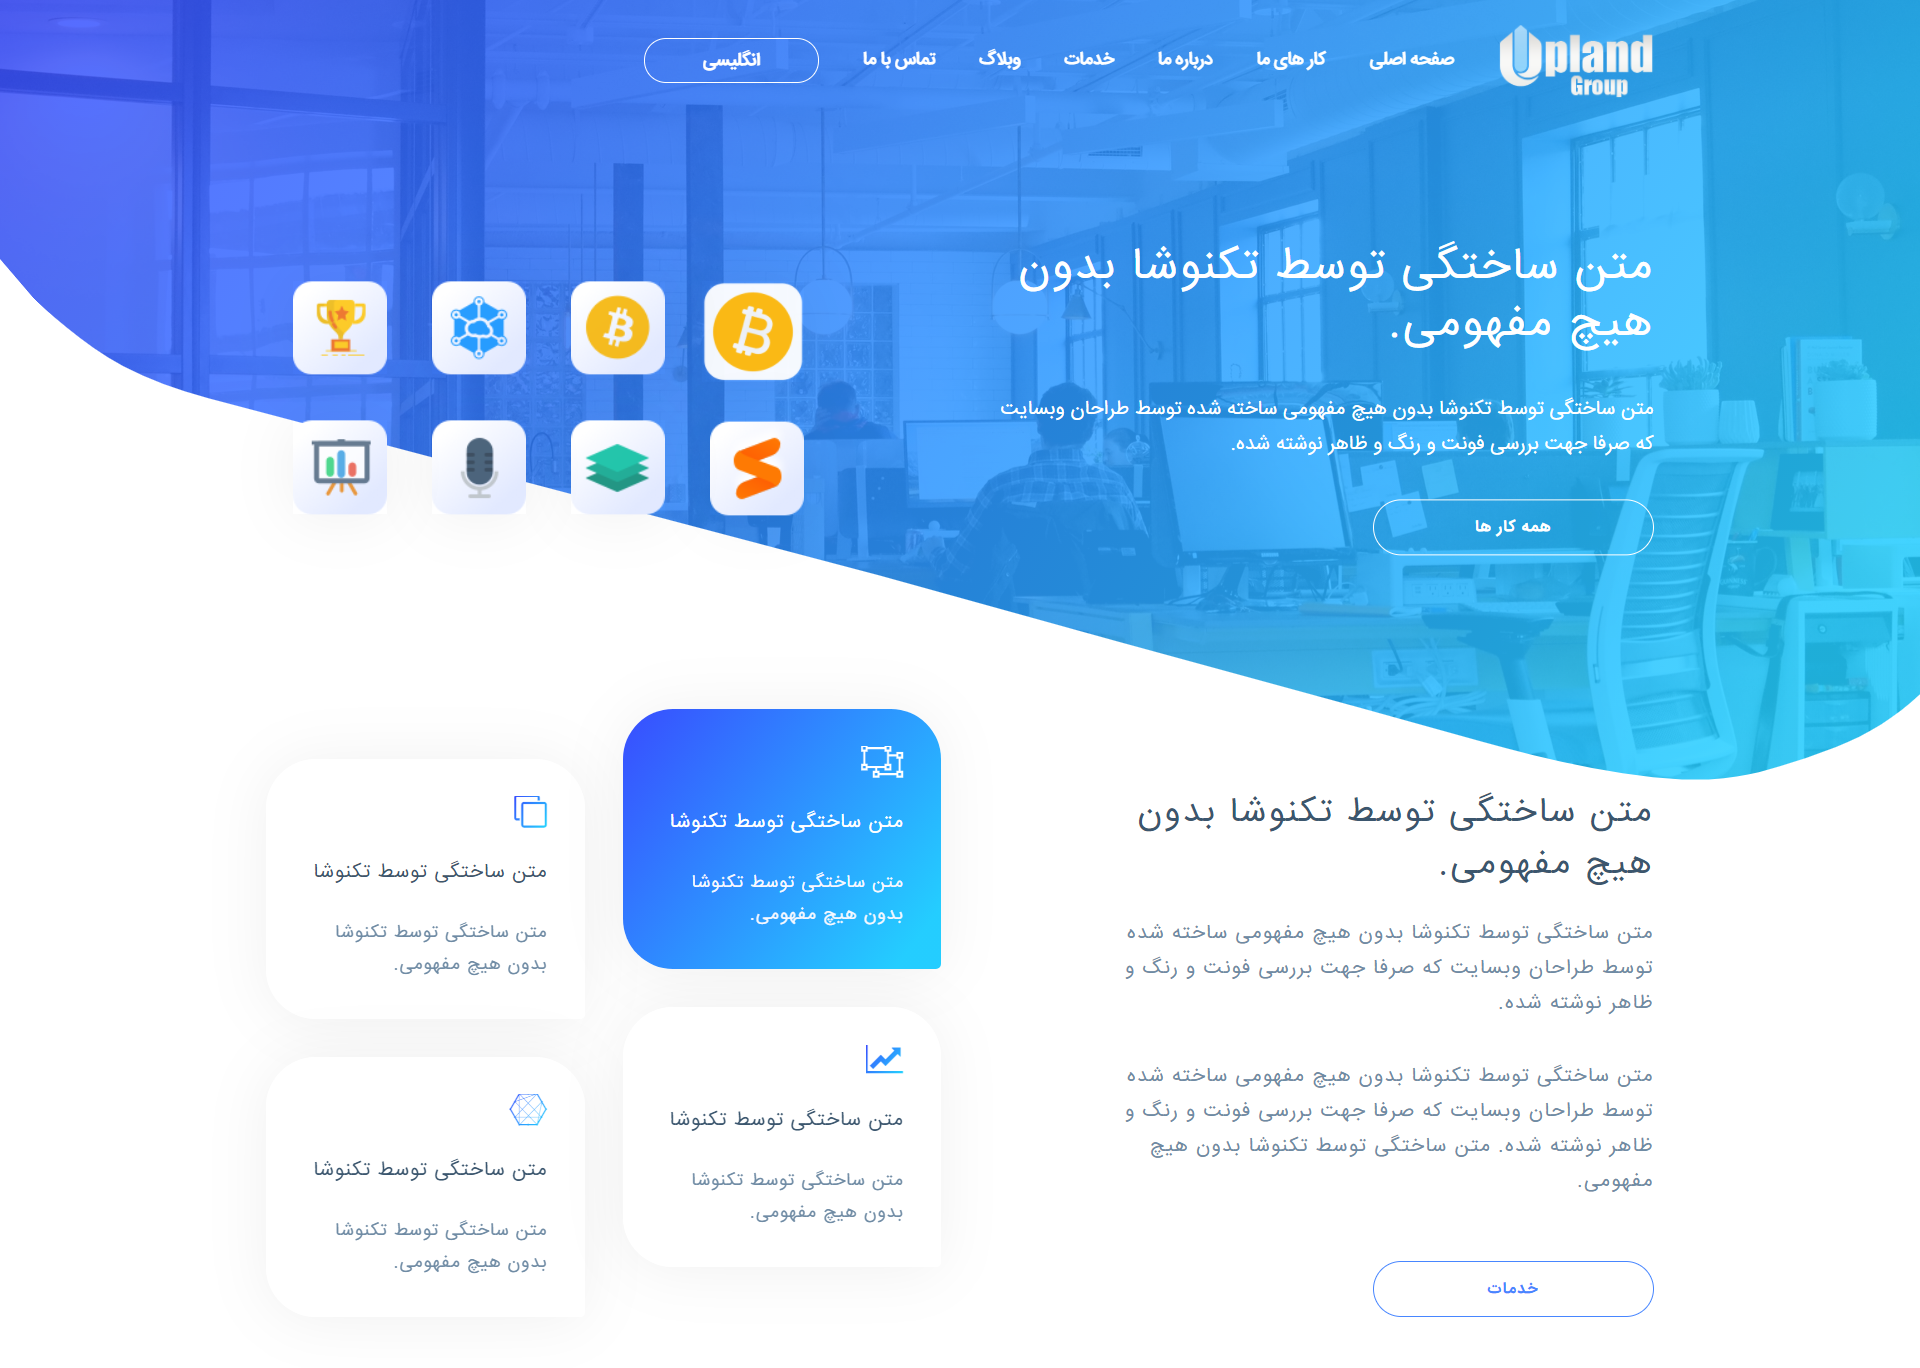 Upland
Group
صفحه اصلی
کار های ما
درباره ما
خدمات
وبلاگ
تماس با ما
انگلیسی
متن ساختگی توسط تکنوشا بدون
هیچ مفهومی.
متن ساختگی توسط تکنوشا بدون هیچ مفهومی ساخته شده توسط طراحان وبسایت
که صرفا جهت بررسی فونت و رنگ و ظاهر نوشته شده.
همه کار ها
متن ساختگی توسط تکنوشا بدون
هیچ مفهومی.
متن ساختگی توسط تکنوشا بدون هیچ مفهومی ساخته شده
توسط طراحان وبسایت که صرفا جهت بررسی فونت و رنگ و
ظاهر نوشته شده.
متن ساختگی توسط تکنوشا بدون هیچ مفهومی ساخته شده
توسط طراحان وبسایت که صرفا جهت بررسی فونت و رنگ و
ظاهر نوشته شده. متن ساختگی توسط تکنوشا بدون هیچ
مفهومی.
خدمات
متن ساختگی توسط تکنوشا
متن ساختگی توسط تکنوشا
بدون هیچ مفهومی.
متن ساختگی توسط تکنوشا
متن ساختگی توسط تکنوشا
بدون هیچ مفهومی.
متن ساختگی توسط تکنوشا
متن ساختگی توسط تکنوشا
بدون هیچ مفهومی.
متن ساختگی توسط تکنوشا
متن ساختگی توسط تکنوشا
بدون هیچ مفهومی.